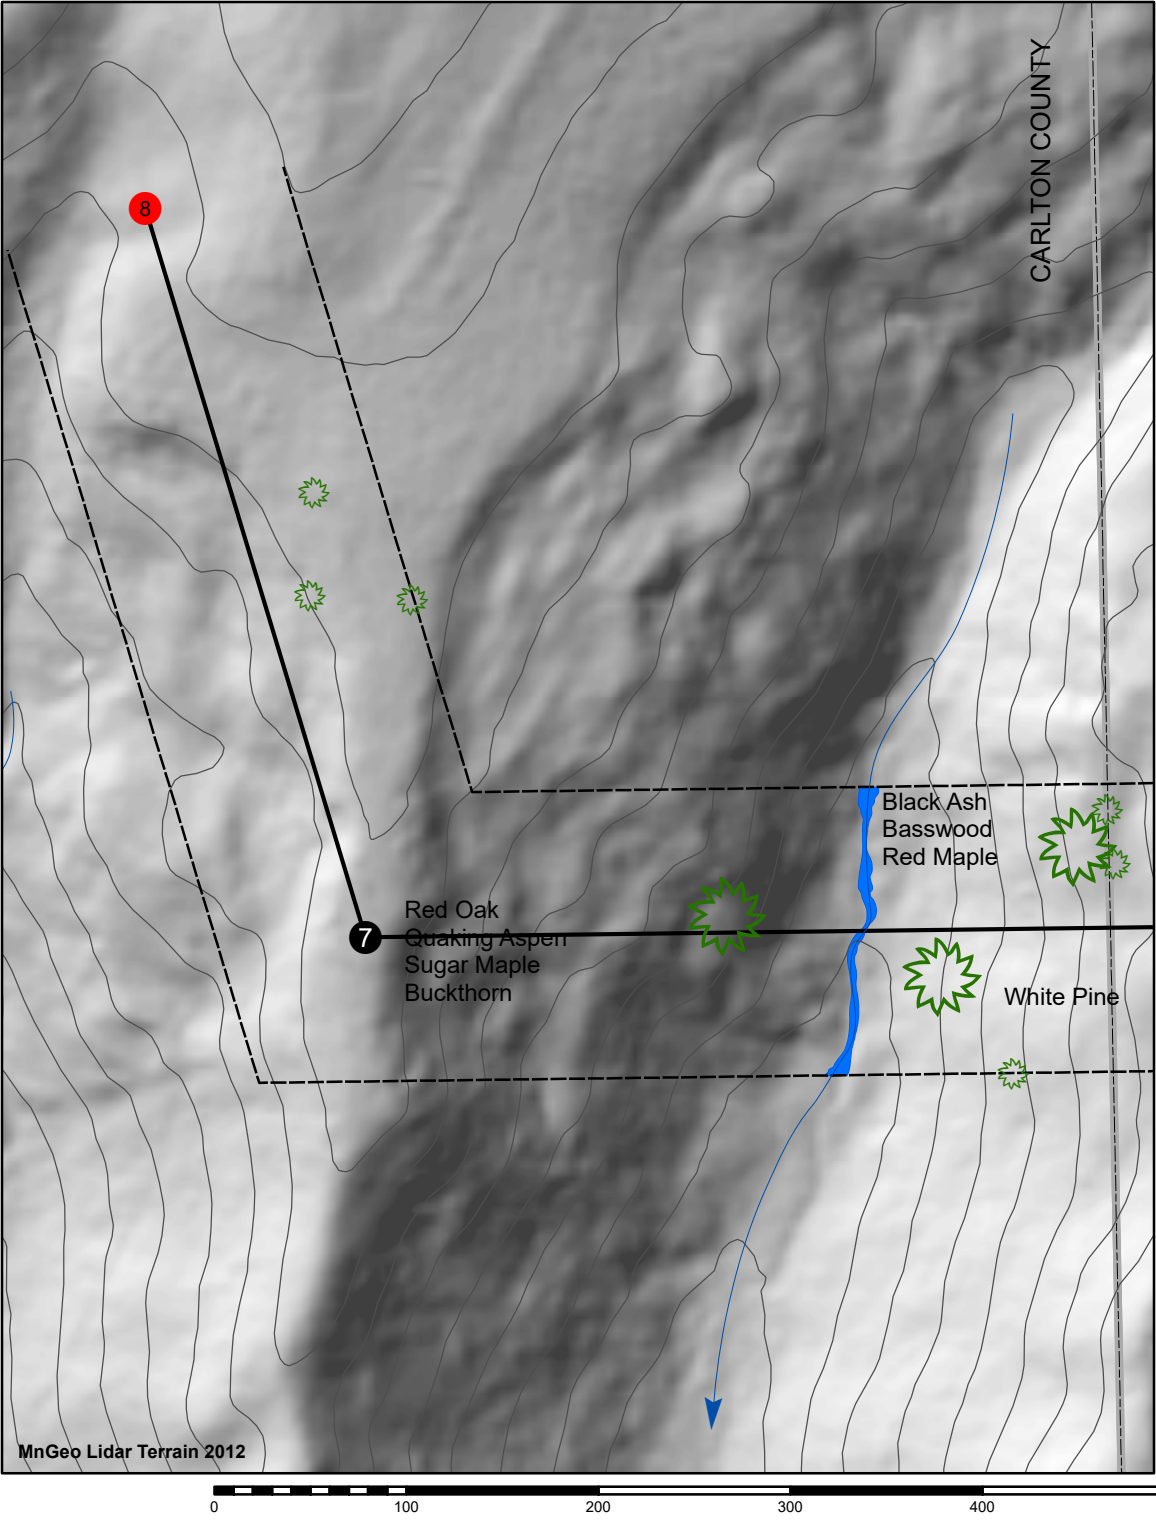 CARLTON COUNTY
8
Black Ash
Basswood
Red Maple
7
Red Oak
Quaking Aspen
Sugar Maple
Buckthorn
White Pine
MnGeo Lidar Terrain 2012
0 100 200 300 400